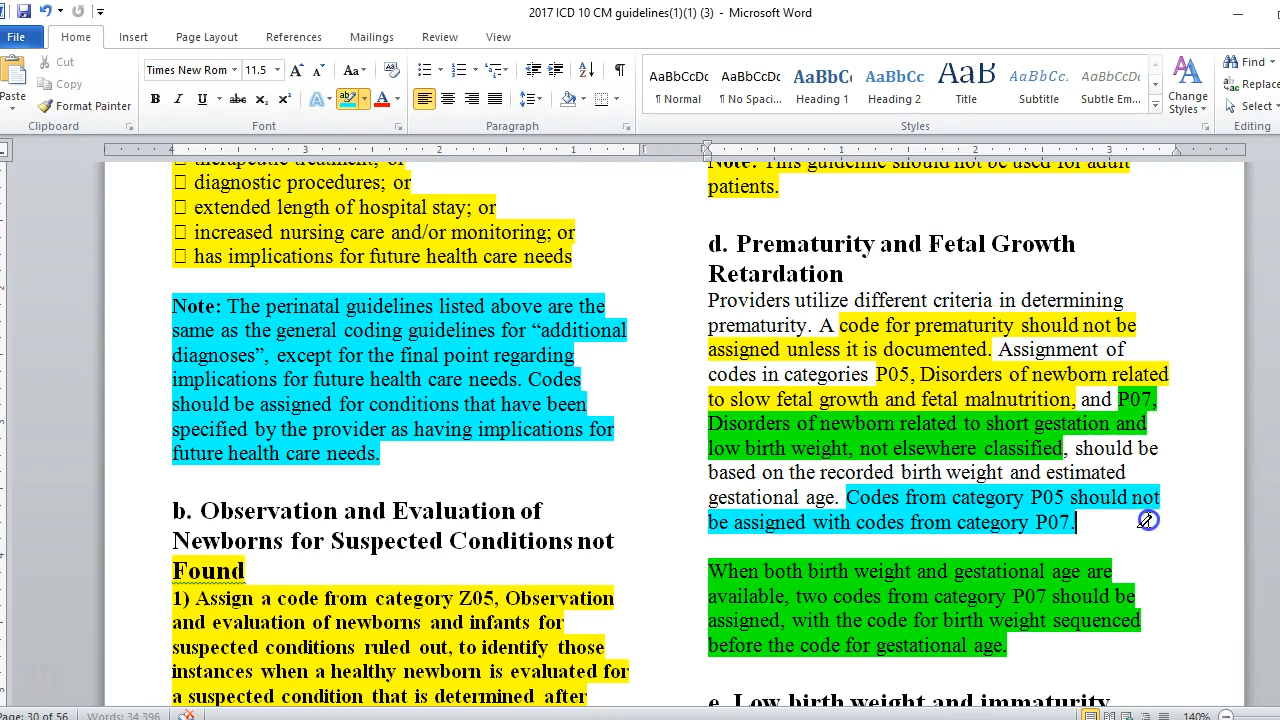 2017 ICD 10 CM guidelines(1)(1) (3) - Microsoft Word
File Home Insert Page Layout References Mailings Review View
Times New Rom 11.5 AaBbCcDc AaBbCcDc AaBbC AaBbCc AaB AaBbCc. AaBbCcDc Find
Cut
Copy Replace
Paste Format Painter ¶ Normal ¶ No Spaci... Heading 1 Heading 2 Title Subtitle Subtle Em... Change Styles Select
Clipboard Font Paragraph Styles Editing
therapeutic treatment; or
diagnostic procedures; or
extended length of hospital stay; or
increased nursing care and/or monitoring; or
has implications for future health care needs
Note: The perinatal guidelines listed above are the
same as the general coding guidelines for “additional
diagnoses”, except for the final point regarding
implications for future health care needs. Codes
should be assigned for conditions that have been
specified by the provider as having implications for
future health care needs.
b. Observation and Evaluation of
Newborns for Suspected Conditions not
Found
1) Assign a code from category Z05, Observation
and evaluation of newborns and infants for
suspected conditions ruled out, to identify those
instances when a healthy newborn is evaluated for
a suspected condition that is determined after
Note: This guideline should not be used for adult
patients.
d. Prematurity and Fetal Growth
Retardation
Providers utilize different criteria in determining
prematurity. A code for prematurity should not be
assigned unless it is documented. Assignment of
codes in categories P05, Disorders of newborn related
to slow fetal growth and fetal malnutrition, and P07,
Disorders of newborn related to short gestation and
low birth weight, not elsewhere classified, should be
based on the recorded birth weight and estimated
gestational age. Codes from category P05 should not
be assigned with codes from category P07.
When both birth weight and gestational age are
available, two codes from category P07 should be
assigned, with the code for birth weight sequenced
before the code for gestational age.
e. Low birth weight and immaturity
Page: 30 of 56 Words: 34,396 140%